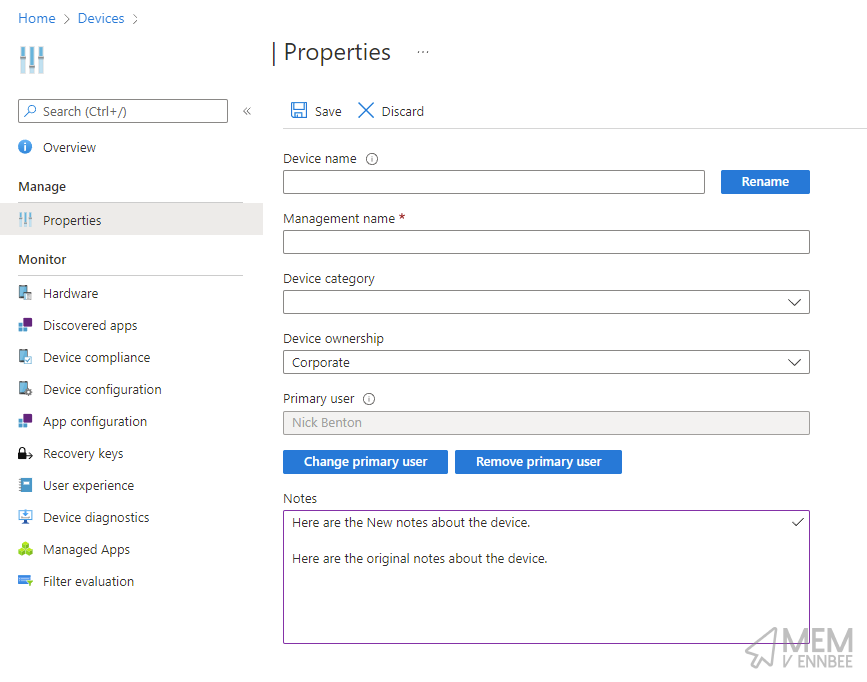 Home > Devices >
Properties ...
Search (Ctrl+/) «
Overview
Manage
Properties
Monitor
Hardware
Discovered apps
Device compliance
Device configuration
App configuration
Recovery keys
User experience
Device diagnostics
Managed Apps
Filter evaluation
Save Discard
Device name
Rename
Management name *
Device category
Device ownership
Corporate
Primary user
Nick Benton
Change primary user Remove primary user
Notes
Here are the New notes about the device.
Here are the original notes about the device.
MEM
V ENNBEE